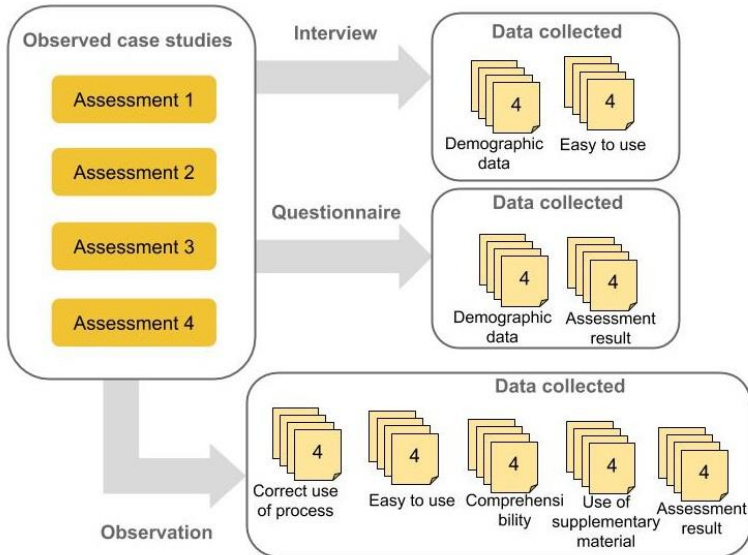 Observed case studies
Assessment 1
Assessment 2
Assessment 3
Assessment 4
Interview
Data collected
4
4
Demographic
data
Easy to use
Questionnaire
Data collected
4
4
Demographic
data
Assessment
result
Observation
Data collected
4
4
4
4
4
Correct use
of process
Easy to use
Comprehensi
bility
Use of
supplementary
material
Assessment
result